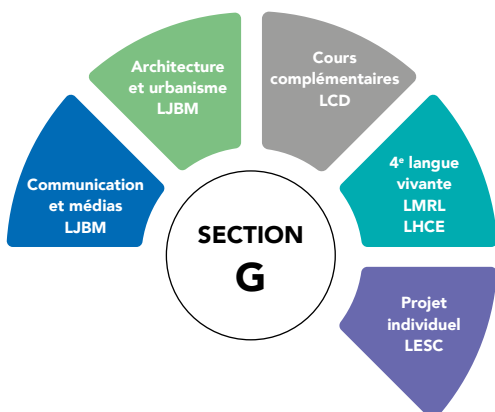 Communication
et médias
LJBM
Architecture
et urbanisme
LJBM
Cours
complémentaires
LCD
4e langue
vivante
LMRL
LHCE
Projet
individuel
LESC
SECTION
G